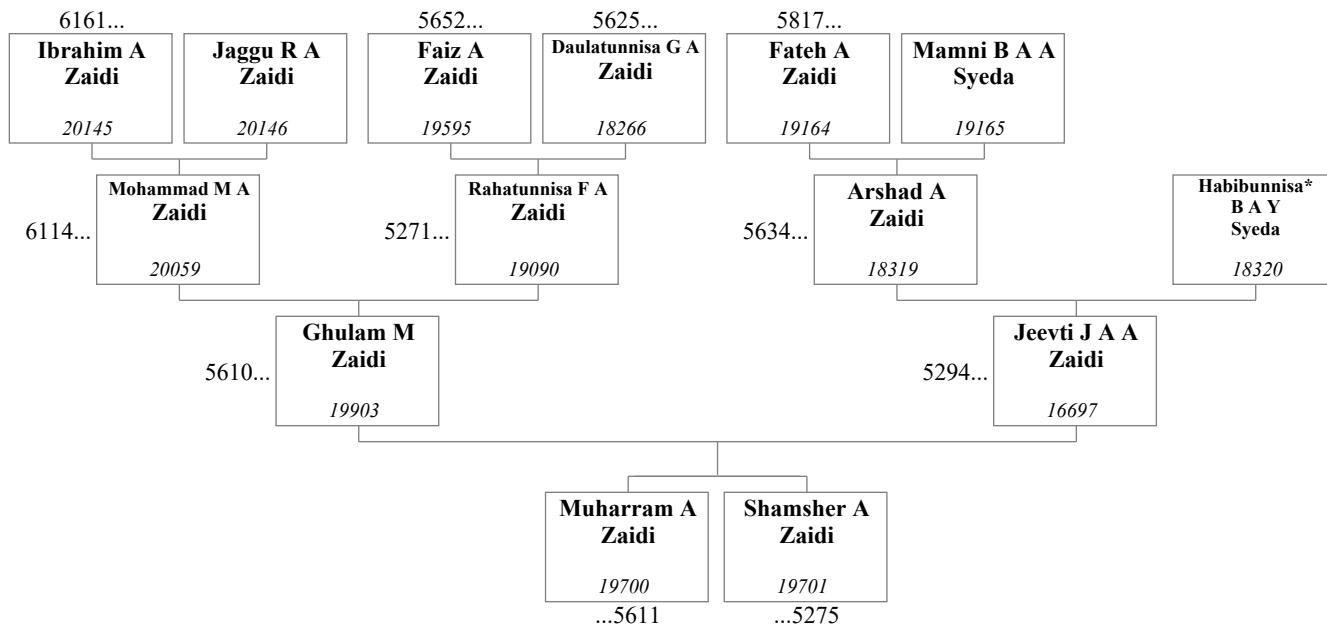 6161...
5652...
5625...
5817...
Ibrahim A
Zaidi
20145
Jaggu R A
Zaidi
20146
Faiz A
Zaidi
19595
Daulatunnisa G A
Zaidi
18266
Fateh A
Zaidi
19164
Mamni B A A
Syeda
19165
6114...
Mohammad M A
Zaidi
20059
5271...
Rahatunnisa F A
Zaidi
19090
5634...
Arshad A
Zaidi
18319
Habibunnisa*
B A Y
Syeda
18320
5610...
Ghulam M
Zaidi
19903
5294...
Jeevti J A A
Zaidi
16697
Muharram A
Zaidi
19700
...5611
Shamsher A
Zaidi
19701
...5275